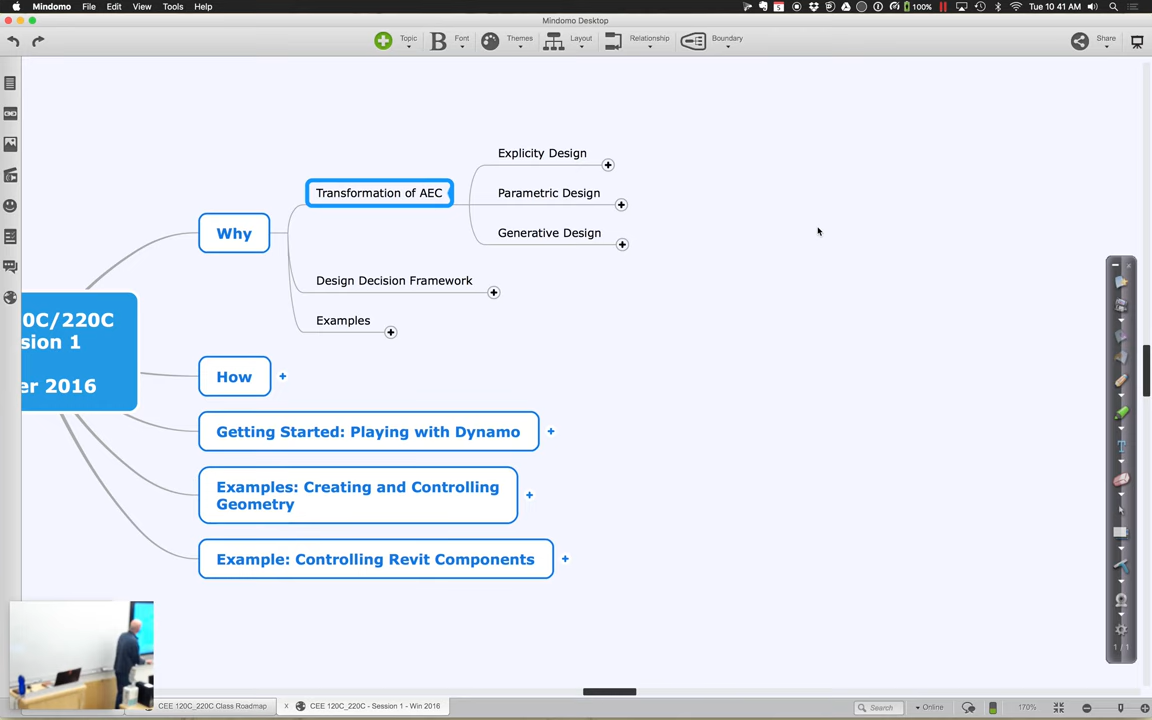 Mindomo File Edit View Tools Help
100% Tue 10 41 AM
Mindomo Desktop
Topic Font Themes Layout Relationship Boundary Share
Explicity Design
Transformation of AEC
Parametric Design
Why
Generative Design
Design Decision Framework
Examples
0C/220C
sion 1
er 2016
How
Getting Started: Playing with Dynamo
Examples: Creating and Controlling
Geometry
Example: Controlling Revit Components
1 / 1
CEE 120C_220C Class Roadmap
CEE 120C_220C - Session 1 - Win 2016
Search
Online
170%